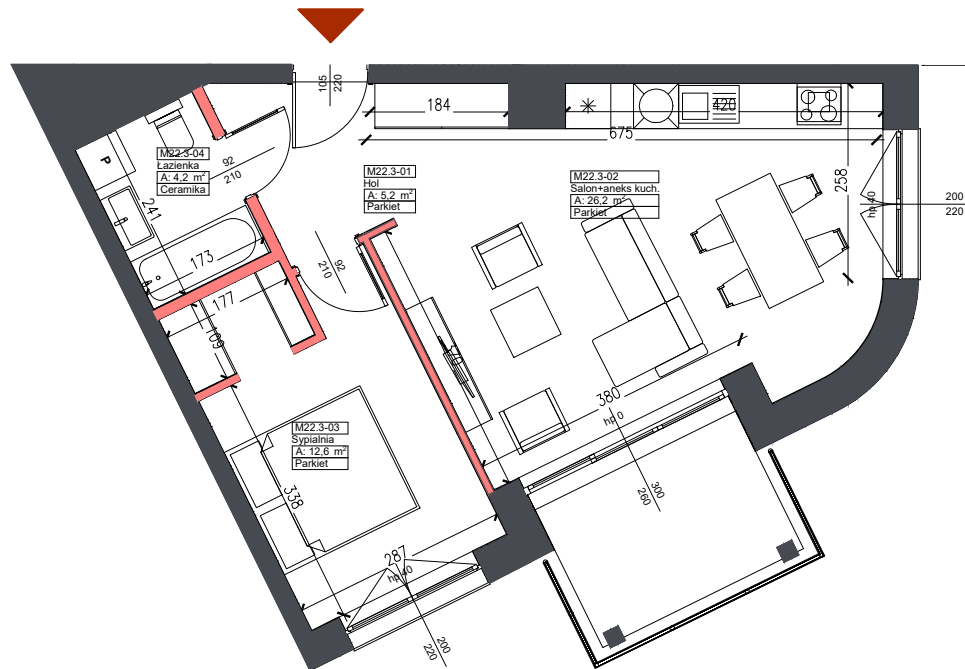 105
220
184
420
675
M22.3-04
Łazienka
A: 4,2 m²
Ceramika
P
92
210
M22.3-01
Hol
A: 5,2 m²
Parkiet
M22.3-02
Salon+aneks kuch.
A: 26,2 m²
Parkiet
258
hp 40
200
220
241
173
177
109
92
210
380
hp 0
300
260
M22.3-03
Sypialnia
A: 12,6 m²
Parkiet
338
287
hp 40
200
220